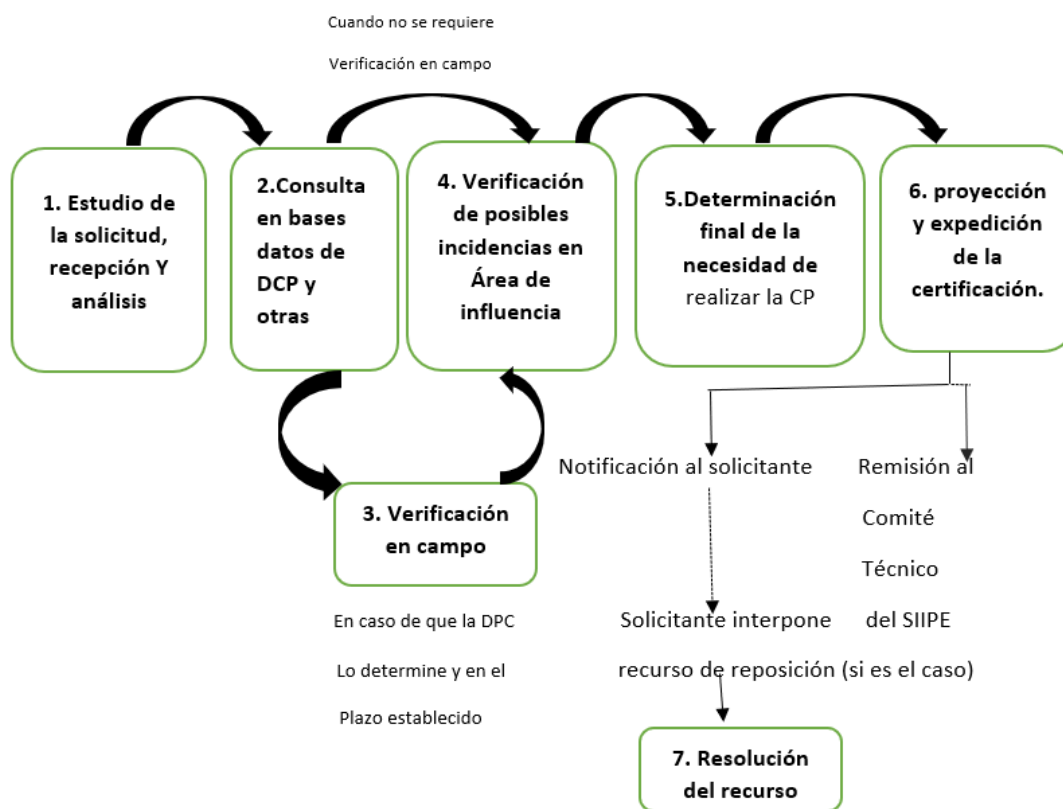 Cuando no se requiere
Verificación en campo
1. Estudio de
la solicitud,
recepción Y
análisis
2.Consulta
en bases
datos de
DCP y
otras
4. Verificación
de posibles
incidencias en
Área de
influencia
5.Determinación
final de la
necesidad de
realizar la CP
6. proyección
y expedición
de la
certificación.
3. Verificación
en campo
En caso de que la DPC
Lo determine y en el
Plazo establecido
Notificación al solicitante
Remisión al
Comité
Técnico
del SIIPE
Solicitante interpone
recurso de reposición (si es el caso)
7. Resolución
del recurso